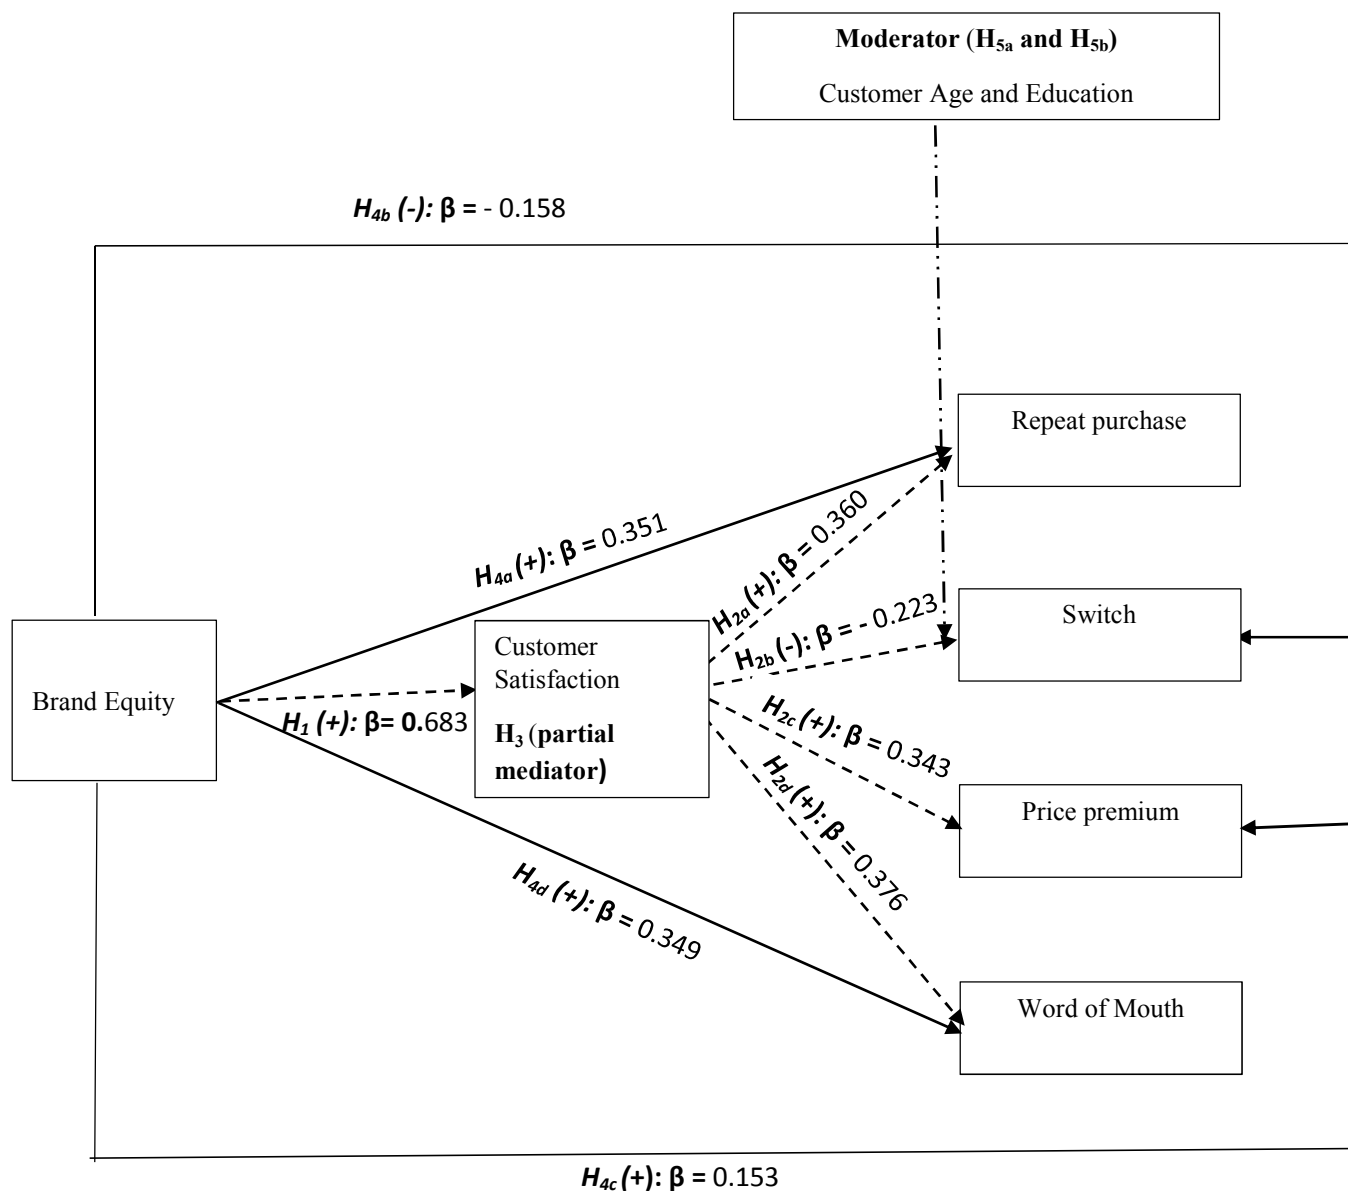 Moderator (H5a and H5b)
Customer Age and Education
H4b (-): β = - 0.158
Repeat purchase
H4a (+): β = 0.351
H2a (+): β = 0.360
H2b (-): β = - 0.223
Switch
Customer
Satisfaction
H3 (partial
mediator)
Brand Equity
H1 (+): β= 0.683
H2c (+): β = 0.343
H2d (+): β = 0.376
Price premium
H4d (+): β = 0.349
Word of Mouth
H4c (+): β = 0.153